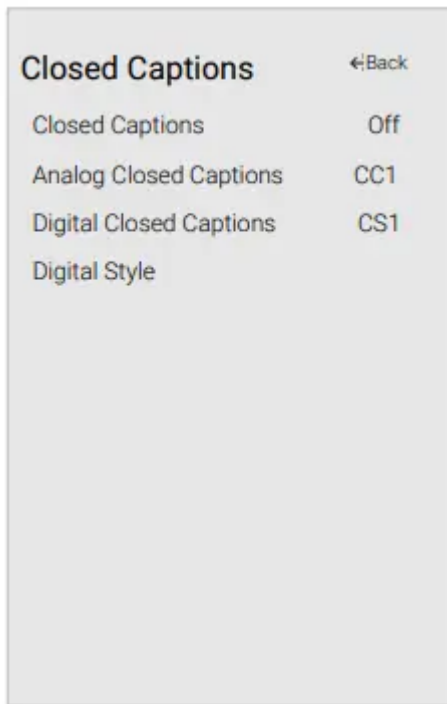 Closed Captions ←Back
Closed Captions Off
Analog Closed Captions CC1
Digital Closed Captions CS1
Digital Style